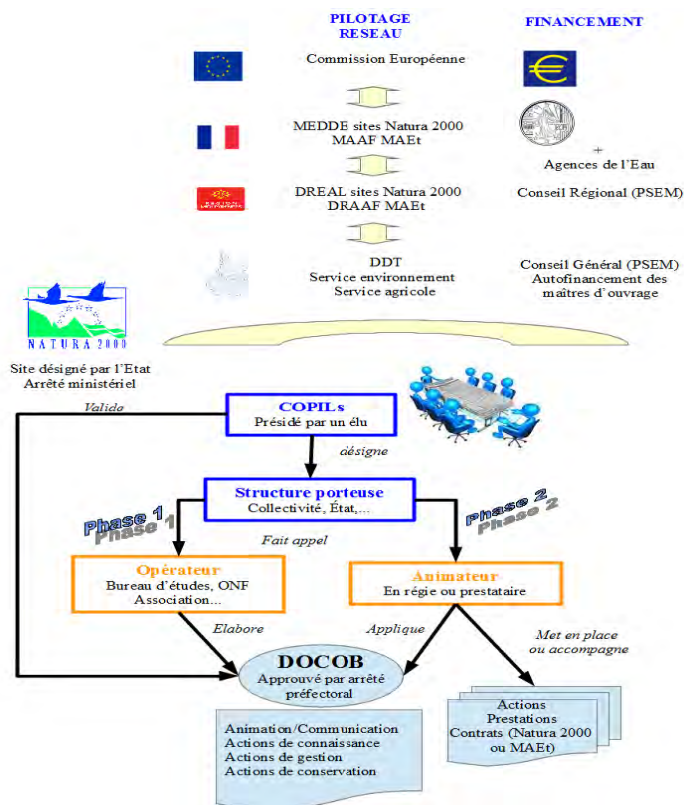 PILOTAGE
RESEAU
FINANCEMENT
Commission Européenne
MEDDE sites Natura 2000
MAAF MAEt
+
Agences de l'Eau
DREAL sites Natura 2000
DRAAF MAEt
Conseil Régional (PSEM)
DDT
Service environnement
Service agricole
Conseil Général (PSEM)
Autofinancement des
maîtres d'ouvrage
NATURA 2000
Site désigné par l'Etat
Arrêté ministériel
Valide
COPILs
Présidé par un élu
désigne
Structure porteuse
Collectivité, État,...
Phase 1
Phase 2
Fait appel
Opérateur
Bureau d'études, ONF
Association...
Animateur
En régie ou prestataire
Elabore
Applique
Met en place
ou accompagne
DOCOB
Approuvé par arrêté
préfectoral
Actions
Prestations
Contrats (Natura 2000
ou MAEt)
Animation/Communication
Actions de connaissance
Actions de gestion
Actions de conservation